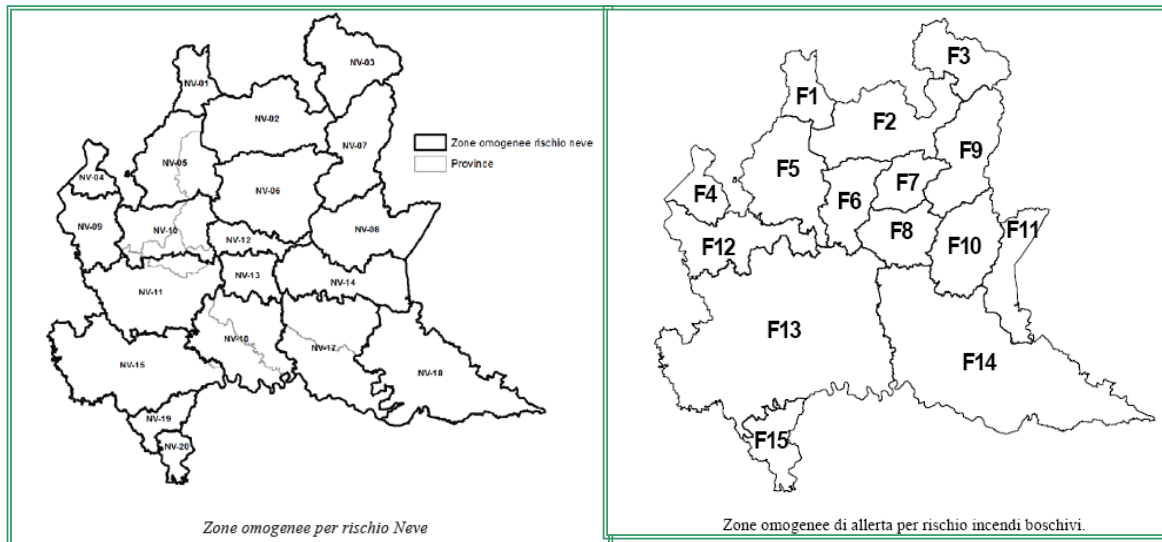 NV-03
NV-01
NV-02
Zone omogenee rischio neve
Province
NV-07
NV-05
NV-04
NV-06
NV-09
NV-10
NV-08
NV-12
NV-13
NV-14
NV-11
NV-16
NV-17
NV-15
NV-18
NV-19
NV-20
Zone omogenee per rischio Neve
F3
F1
F2
F9
F5
F7
F4
F6
F11
F8
F10
F12
F13
F14
F15
Zone omogenee di allerta per rischio incendi boschivi.